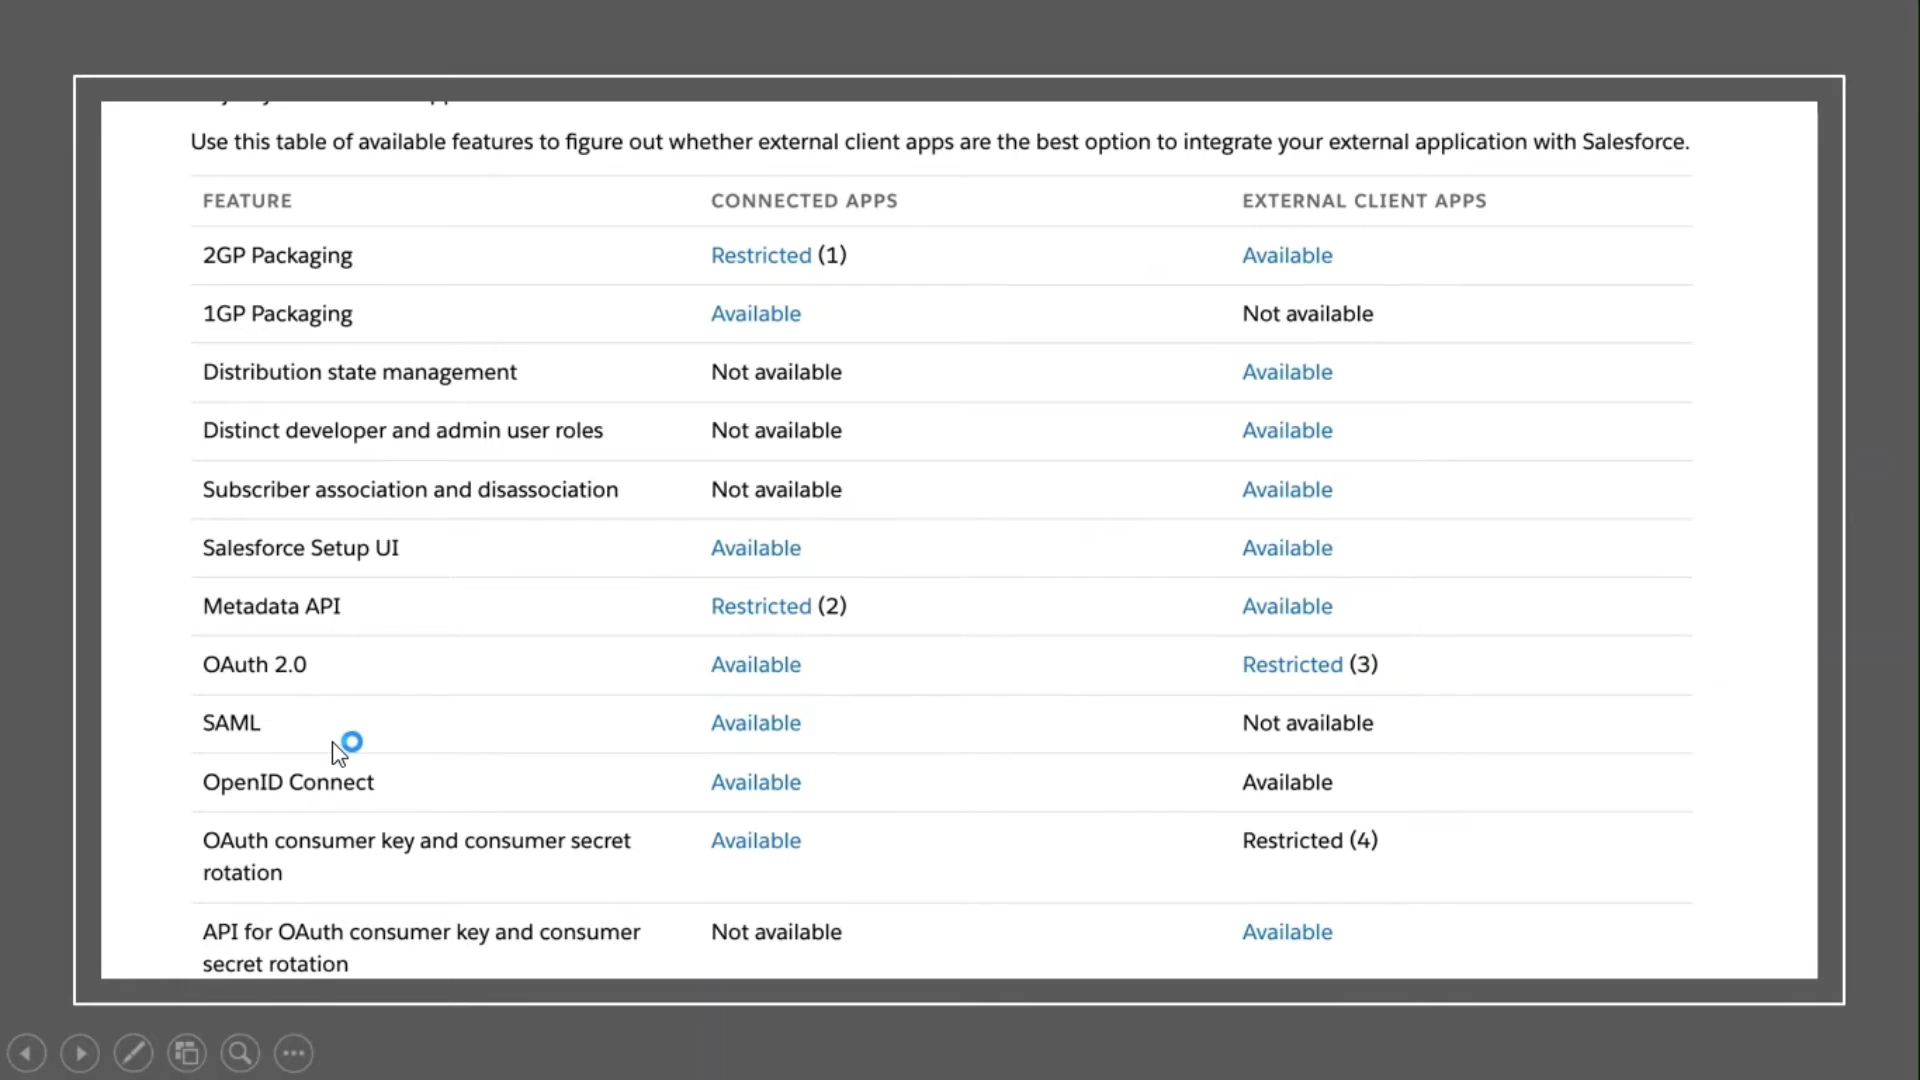 Use this table of available features to figure out whether external client apps are the best option to integrate your external application with Salesforce.
FEATURE CONNECTED APPS EXTERNAL CLIENT APPS
2GP Packaging Restricted (1) Available
1GP Packaging Available Not available
Distribution state management Not available Available
Distinct developer and admin user roles Not available Available
Subscriber association and disassociation Not available Available
Salesforce Setup UI Available Available
Metadata API Restricted (2) Available
OAuth 2.0 Available Restricted (3)
SAML Available Not available
OpenID Connect Available Available
OAuth consumer key and consumer secret Available Restricted (4)
rotation
API for OAuth consumer key and consumer Not available Available
secret rotation